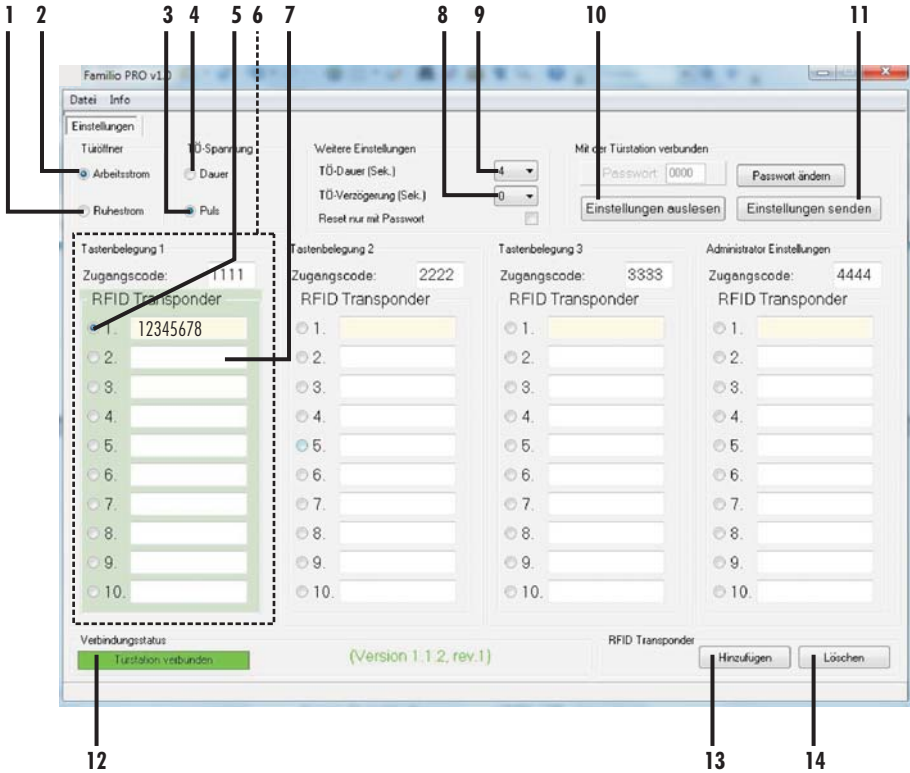 1 2 3 4 5 6 7 8 9 10 11
Familio PRO v1.0
Datei Info
Einstellungen
Türöffner TÖ-Spannung Weitere Einstellungen Mit der Türstation verbunden
Arbeitsstrom Dauer TÖ-Dauer (Sek.) 4 Passwort 0000 Passwort ändern
TÖ-Verzögerung (Sek.) 0 Einstellungen auslesen Einstellungen senden
Ruhestrom Puls Reset nur mit Passwort
Tastenbelegung 1 Tastenbelegung 2 Tastenbelegung 3 Administrator Einstellungen
Zugangscode: 1111 Zugangscode: 2222 Zugangscode: 3333 Zugangscode: 4444
RFID Transponder RFID Transponder RFID Transponder RFID Transponder
1. 12345678 1. 1. 1.
2. 2. 2. 2.
3. 3. 3. 3.
4. 4. 4. 4.
5. 5. 5. 5.
6. 6. 6. 6.
7. 7. 7. 7.
8. 8. 8. 8.
9. 9. 9. 9.
10. 10. 10. 10.
Verbindungsstatus RFID Transponder
Türstation verbunden (Version 1.1.2, rev.1) Hinzufügen Löschen
12 13 14